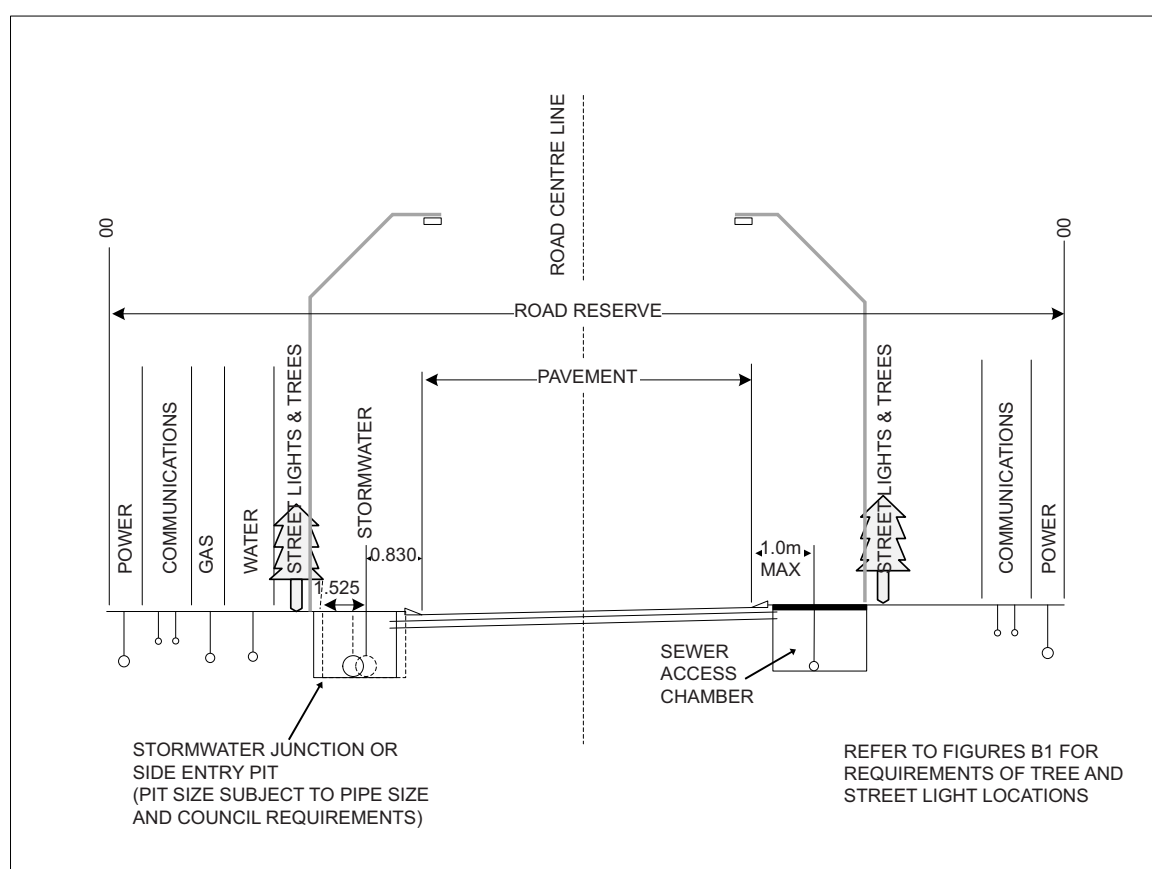 ROAD CENTRE LINE
00
00
ROAD RESERVE
PAVEMENT
POWER
COMMUNICATIONS
GAS
WATER
STREET LIGHTS & TREES
STORMWATER
0.830
1.525
1.0m
MAX
STREET LIGHTS & TREES
COMMUNICATIONS
POWER
SEWER
ACCESS
CHAMBER
STORMWATER JUNCTION OR
SIDE ENTRY PIT
(PIT SIZE SUBJECT TO PIPE SIZE
AND COUNCIL REQUIREMENTS)
REFER TO FIGURES B1 FOR
REQUIREMENTS OF TREE AND
STREET LIGHT LOCATIONS